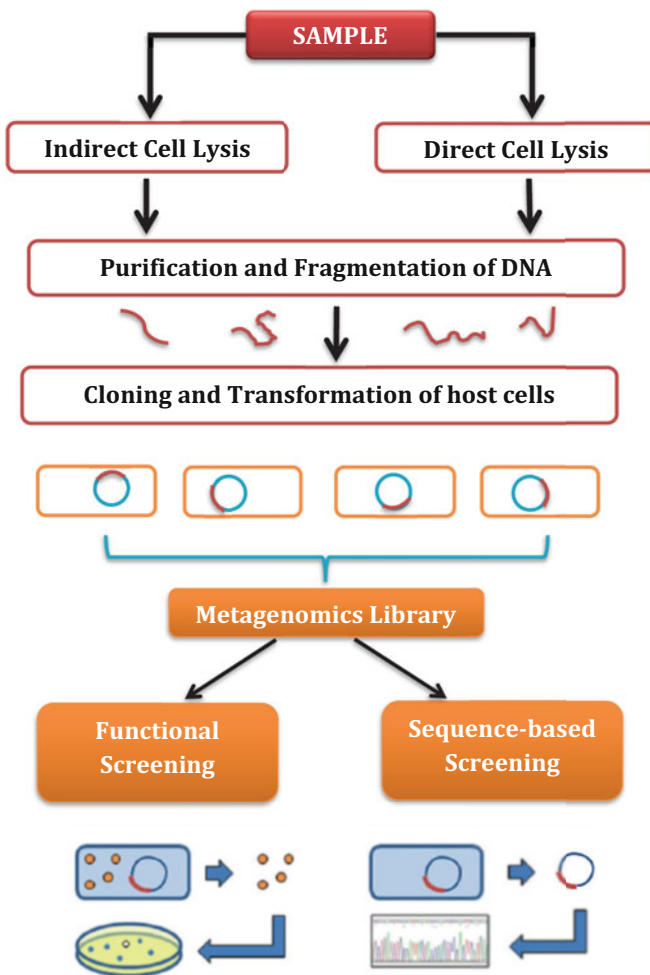 SAMPLE
Indirect Cell Lysis
Direct Cell Lysis
Purification and Fragmentation of DNA
Cloning and Transformation of host cells
Metagenomics Library
Functional
Screening
Sequence-based
Screening